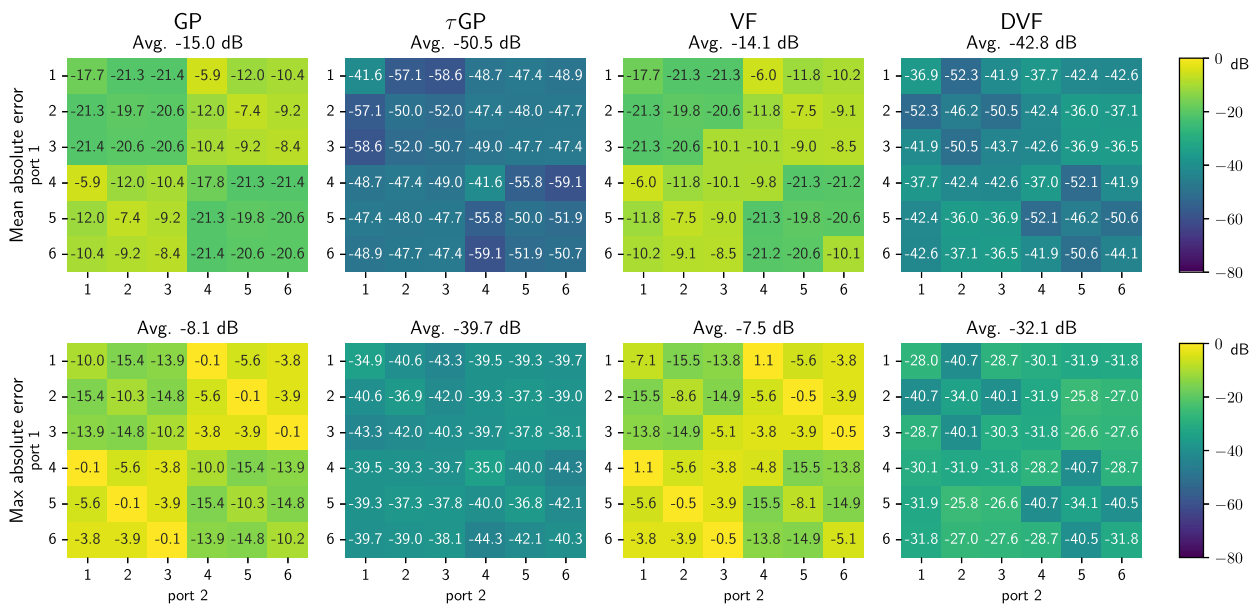 GP τGP VF DVF
Avg. -15.0 dB Avg. -50.5 dB Avg. -14.1 dB Avg. -42.8 dB
Mean absolute error
port 1
1 -17.7 -21.3 -21.4 -5.9 -12.0 -10.4 -41.6 -57.1 -58.6 -48.7 -47.4 -48.9 1 -17.7 -21.3 -21.3 -6.0 -11.8 -10.2 -36.9 -52.3 -41.9 -37.7 -42.4 -42.6 0 dB
2 -21.3 -19.7 -20.6 -12.0 -7.4 -9.2 2 -57.1 -50.0 -52.0 -47.4 -48.0 -47.7 2 -21.3 -19.8 -20.6 -11.8 -7.5 -9.1 2 -52.3 -46.2 -50.5 -42.4 -36.0 -37.1 −20
3 -21.4 -20.6 -20.6 -10.4 -9.2 -8.4 3 -58.6 -52.0 -50.7 -49.0 -47.7 -47.4 3 -21.3 -20.6 -10.1 -10.1 -9.0 -8.5 3 -41.9 -50.5 -43.7 -42.6 -36.9 -36.5
4 -5.9 -12.0 -10.4 -17.8 -21.3 -21.4 4 -48.7 -47.4 -49.0 -41.6 -55.8 -59.1 4 -6.0 -11.8 -10.1 -9.8 -21.3 -21.2 4 -37.7 -42.4 -42.6 -37.0 -52.1 -41.9 −40
5 -12.0 -7.4 -9.2 -21.3 -19.8 -20.6 5 -47.4 -48.0 -47.7 -55.8 -50.0 -51.9 5 -11.8 -7.5 -9.0 -21.3 -19.8 -20.6 5 -42.4 -36.0 -36.9 -52.1 -46.2 -50.6 −60
6 -10.4 -9.2 -8.4 -21.4 -20.6 -20.6 6 -48.9 -47.7 -47.4 -59.1 -51.9 -50.7 6 -10.2 -9.1 -8.5 -21.2 -20.6 -10.1 6 -42.6 -37.1 -36.5 -41.9 -50.6 -44.1 −80
1 2 3 4 5 6 1 2 3 4 5 6 1 2 3 4 5 6 1 2 3 4 5 6
Avg. -8.1 dB Avg. -39.7 dB Avg. -7.5 dB Avg. -32.1 dB
Max absolute error
port 1
1 -10.0 -15.4 -13.9 -0.1 -5.6 -3.8 1 -34.9 -40.6 -43.3 -39.5 -39.3 -39.7 1 -7.1 -15.5 -13.8 1.1 -5.6 -3.8 1 -28.0 -40.7 -28.7 -30.1 -31.9 -31.8 0 dB
2 -15.4 -10.3 -14.8 -5.6 -0.1 -3.9 2 -40.6 -36.9 -42.0 -39.3 -37.3 -39.0 2 -15.5 -8.6 -14.9 -5.6 -0.5 -3.9 2 -40.7 -34.0 -40.1 -31.9 -25.8 -27.0 −20
3 -13.9 -14.8 -10.2 -3.8 -3.9 -0.1 3 -43.3 -42.0 -40.3 -39.7 -37.8 -38.1 3 -13.8 -14.9 -5.1 -3.8 -3.9 -0.5 3 -28.7 -40.1 -30.3 -31.8 -26.6 -27.6
4 -0.1 -5.6 -3.8 -10.0 -15.4 -13.9 4 -39.5 -39.3 -39.7 -35.0 -40.0 -44.3 4 1.1 -5.6 -3.8 -4.8 -15.5 -13.8 4 -30.1 -31.9 -31.8 -28.2 -40.7 -28.7 −40
5 -5.6 -0.1 -3.9 -15.4 -10.3 -14.8 5 -39.3 -37.3 -37.8 -40.0 -36.8 -42.1 5 -5.6 -0.5 -3.9 -15.5 -8.1 -14.9 5 -31.9 -25.8 -26.6 -40.7 -34.1 -40.5 −60
6 -3.8 -3.9 -0.1 -13.9 -14.8 -10.2 6 -39.7 -39.0 -38.1 -44.3 -42.1 -40.3 6 -3.8 -3.9 -0.5 -13.8 -14.9 -5.1 6 -31.8 -27.0 -27.6 -28.7 -40.5 -31.8 −80
1 2 3 4 5 6 1 2 3 4 5 6 1 2 3 4 5 6 1 2 3 4 5 6
port 2 port 2 port 2 port 2